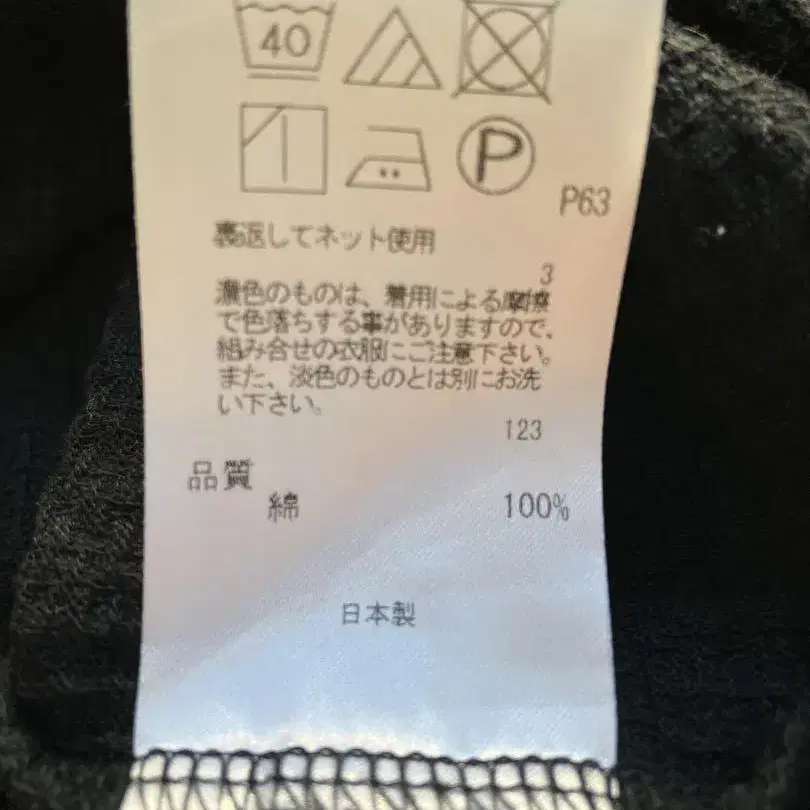 40
P
P63
裏返してネット使用
3
濃色のものは、着用による摩擦
で色落ちする事がありますので、
組み合せの衣服にご注意下さい。
また、淡色のものとは別にお洗
い下さい。
123
品質
綿 100%
日本製